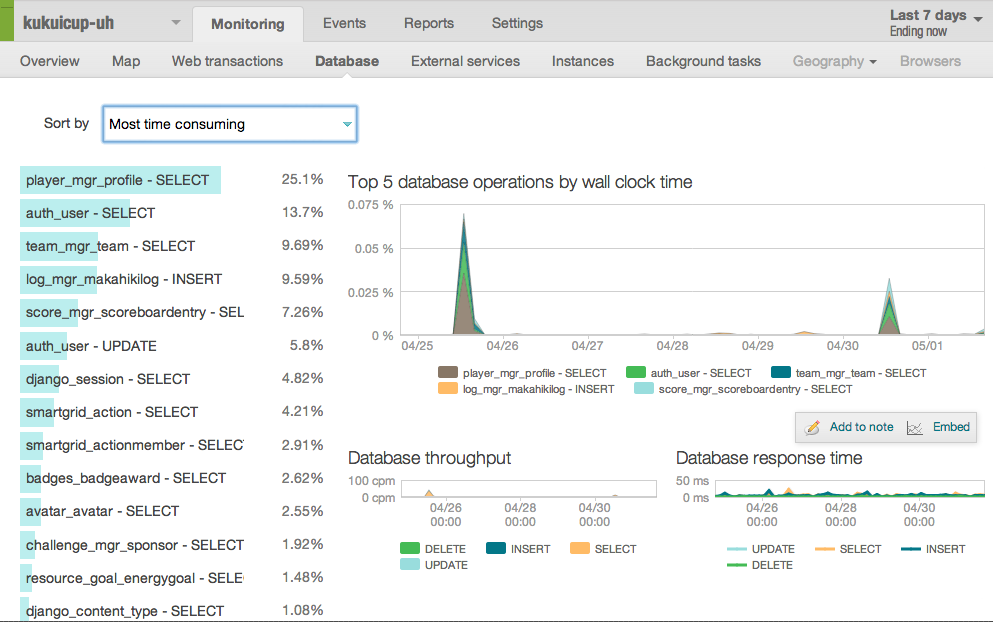 kukuicup-uh Monitoring Events Reports Settings Last 7 days
Ending now
Overview Map Web transactions Database External services Instances Background tasks Geography Browsers
Sort by Most time consuming
player_mgr_profile - SELECT 25.1%
auth_user - SELECT 13.7%
team_mgr_team - SELECT 9.69%
log_mgr_makahikilog - INSERT 9.59%
score_mgr_scoreboardentry - SEL 7.26%
auth_user - UPDATE 5.8%
django_session - SELECT 4.82%
smartgrid_action - SELECT 4.21%
smartgrid_actionmember - SELEC 2.91%
badges_badgeaward - SELECT 2.62%
avatar_avatar - SELECT 2.55%
challenge_mgr_sponsor - SELECT 1.92%
resource_goal_energygoal - SELE 1.48%
django_content_type - SELECT 1.08%
Top 5 database operations by wall clock time
0.075 %
0.05 %
0.025 %
0 %
04/25 04/26 04/27 04/28 04/29 04/30 05/01
player_mgr_profile - SELECT auth_user - SELECT team_mgr_team - SELECT
log_mgr_makahikilog - INSERT score_mgr_scoreboardentry - SELECT
Add to note Embed
Database throughput
100 cpm
0 cpm
04/26 04/28 04/30
00:00 00:00 00:00
DELETE INSERT SELECT
UPDATE
Database response time
50 ms
0 ms
04/26 04/28 04/30
00:00 00:00 00:00
UPDATE SELECT INSERT
DELETE